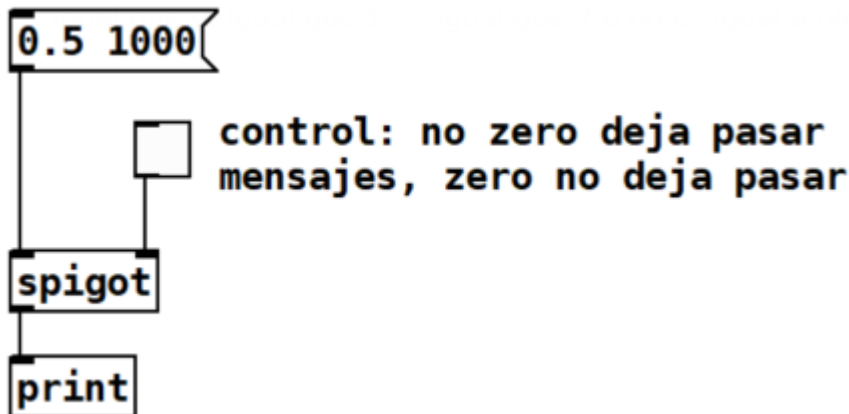 0.5 1000
control: no zero deja pasar
mensajes, zero no deja pasar
spigot
print